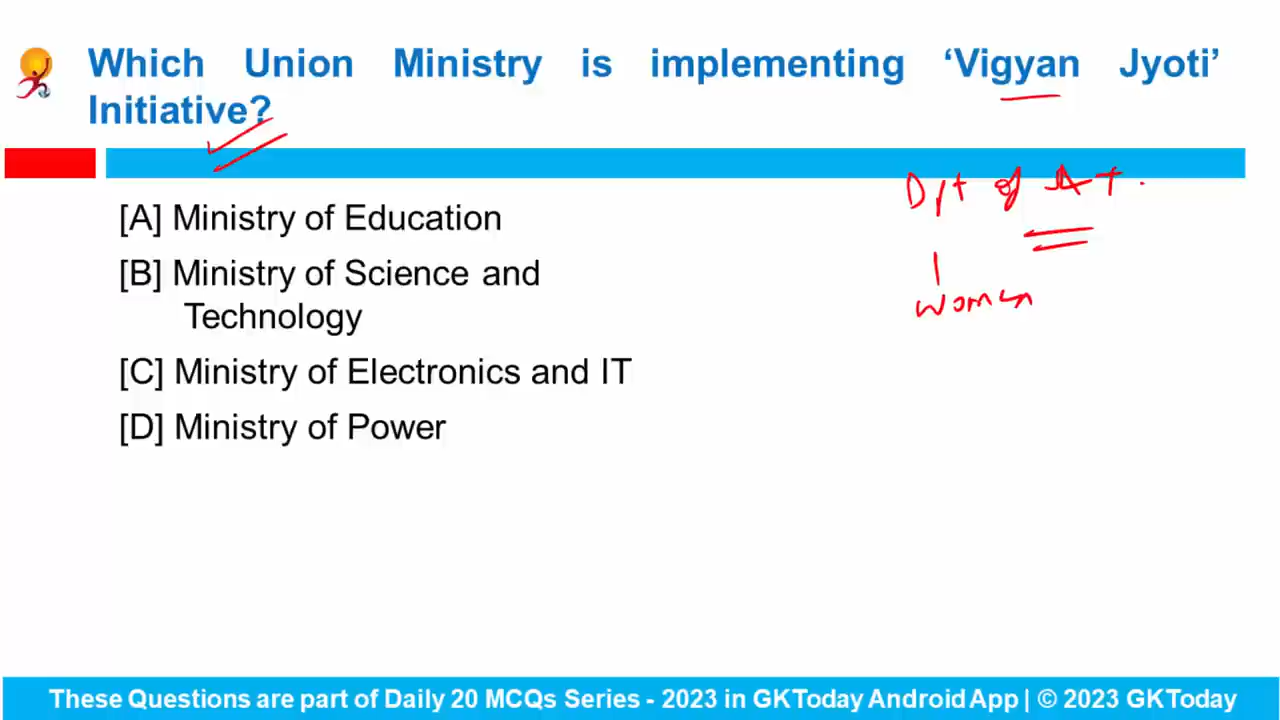 Which Union Ministry is implementing ‘Vigyan Jyoti’
Initiative?
Dpt of
[A] Ministry of Education
[B] Ministry of Science and
Technology
women
[C] Ministry of Electronics and IT
[D] Ministry of Power
These Questions are part of Daily 20 MCQs Series - 2023 in GKToday Android App | © 2023 GKToday